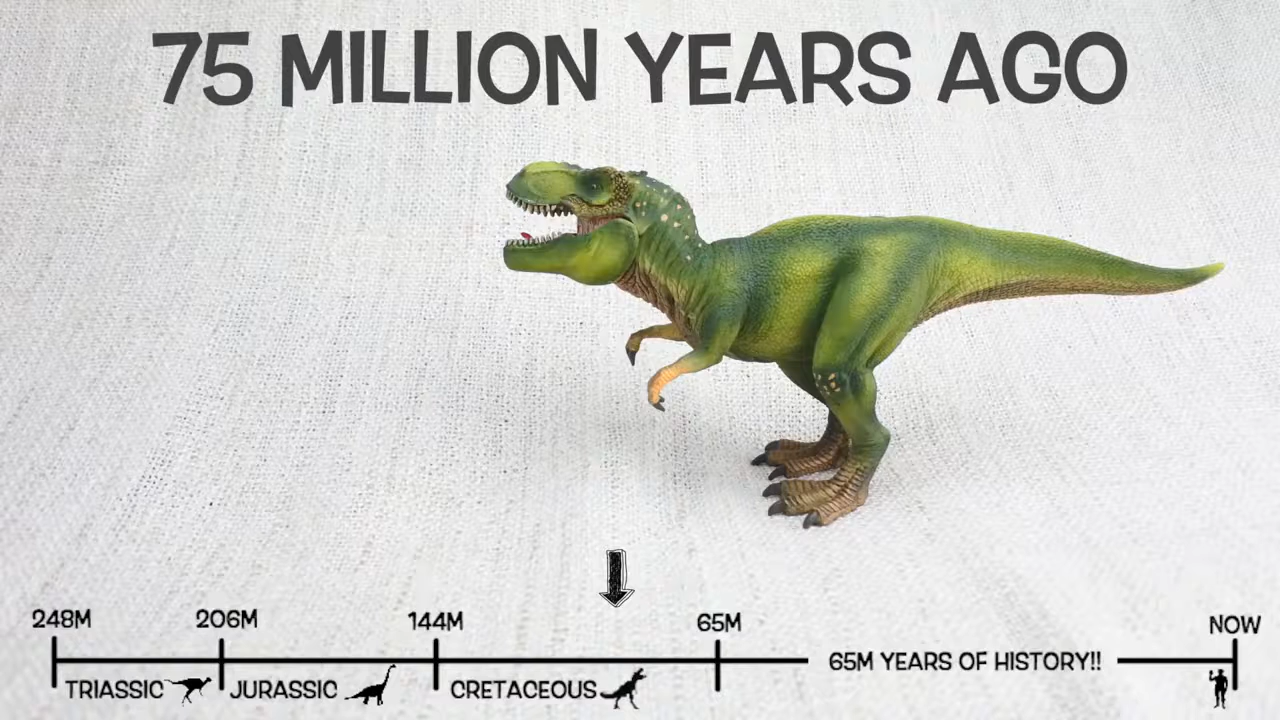 75 MILLION YEARS AGO
248M
206M
144M
65M
NOW
65M YEARS OF HISTORY!!
TRIASSIC
JURASSIC
CRETACEOUS